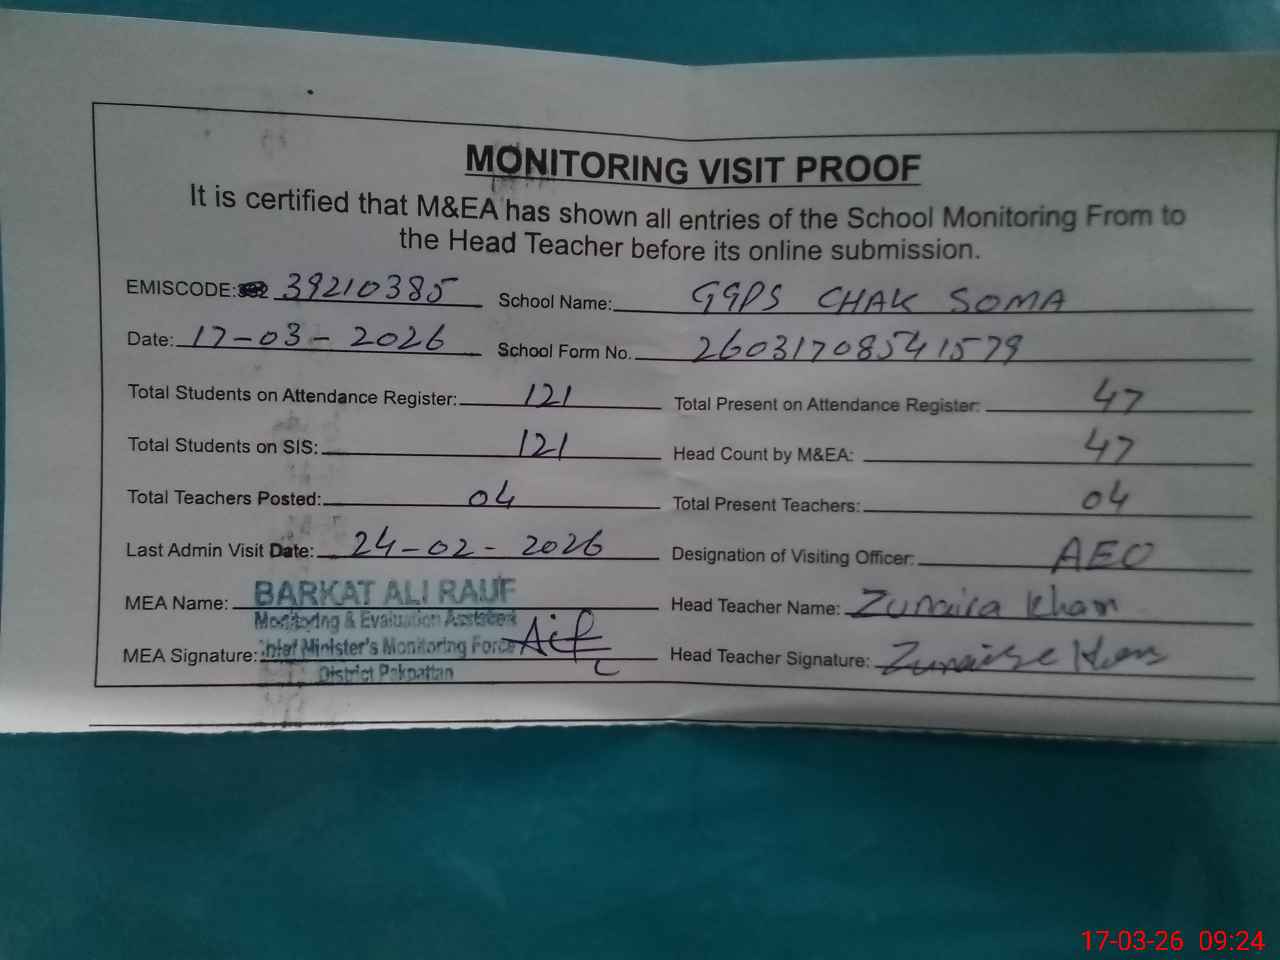 MONITORING VISIT PROOF
It is certified that M&EA has shown all entries of the School Monitoring From to
the Head Teacher before its online submission.
EMISCODE: 39210385 School Name: GGPS CHAK SOMA
Date: 17-03-2026 School Form No. 26031708541579
Total Students on Attendance Register: 121 Total Present on Attendance Register: 47
Total Students on SIS: 121 Head Count by M&EA: 47
Total Teachers Posted: 04 Total Present Teachers: 04
Last Admin Visit Date: 24-02-2026 Designation of Visiting Officer: AEO
MEA Name: BARKAT ALI RAUF Head Teacher Name: Zunaira Khan
Monitoring & Evaluation Assistant
MEA Signature: Chief Minister's Monitoring Force Head Teacher Signature: Zunaira Khan
District Pakpattan
17-03-26 09:24